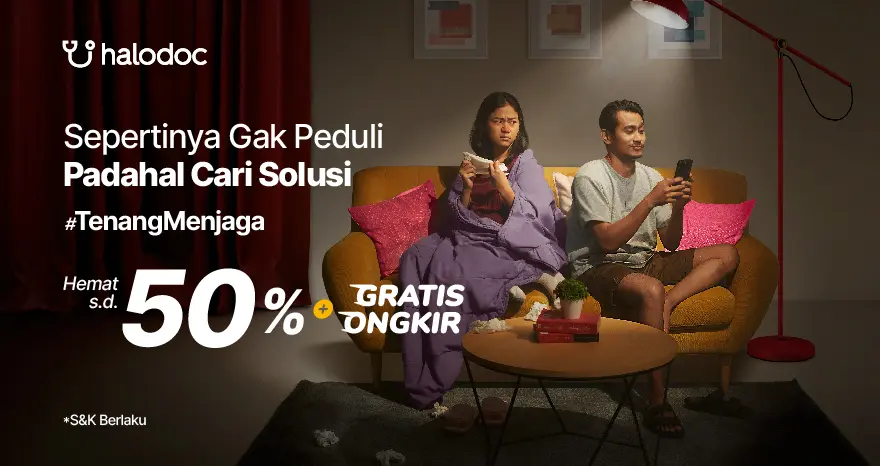 halodoc
Sepertinya Gak Peduli
Padahal Cari Solusi
#TenangMenjaga
Hemat
s.d.
50% +
GRATIS
ONGKIR
*S&K Berlaku